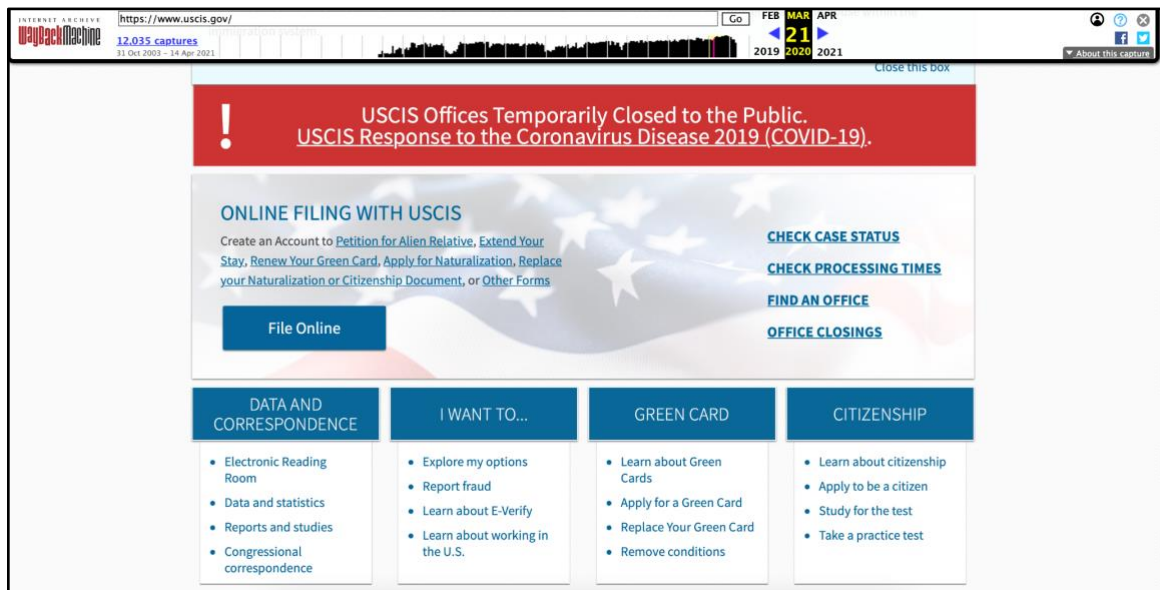 INTERNET ARCHIVE
WayBackMachine
https://www.uscis.gov/
Go
FEB MAR APR
21
2019 2020 2021
12,035 captures
31 Oct 2003 – 14 Apr 2021
immigration system.
About this capture
Close this box
! USCIS Offices Temporarily Closed to the Public.
USCIS Response to the Coronavirus Disease 2019 (COVID-19).
ONLINE FILING WITH USCIS
Create an Account to Petition for Alien Relative, Extend Your
Stay, Renew Your Green Card, Apply for Naturalization, Replace
your Naturalization or Citizenship Document, or Other Forms
File Online
CHECK CASE STATUS
CHECK PROCESSING TIMES
FIND AN OFFICE
OFFICE CLOSINGS
DATA AND
CORRESPONDENCE
• Electronic Reading
Room
• Data and statistics
• Reports and studies
• Congressional
correspondence
I WANT TO...
• Explore my options
• Report fraud
• Learn about E-Verify
• Learn about working in
the U.S.
GREEN CARD
• Learn about Green
Cards
• Apply for a Green Card
• Replace Your Green Card
• Remove conditions
CITIZENSHIP
• Learn about citizenship
• Apply to be a citizen
• Study for the test
• Take a practice test